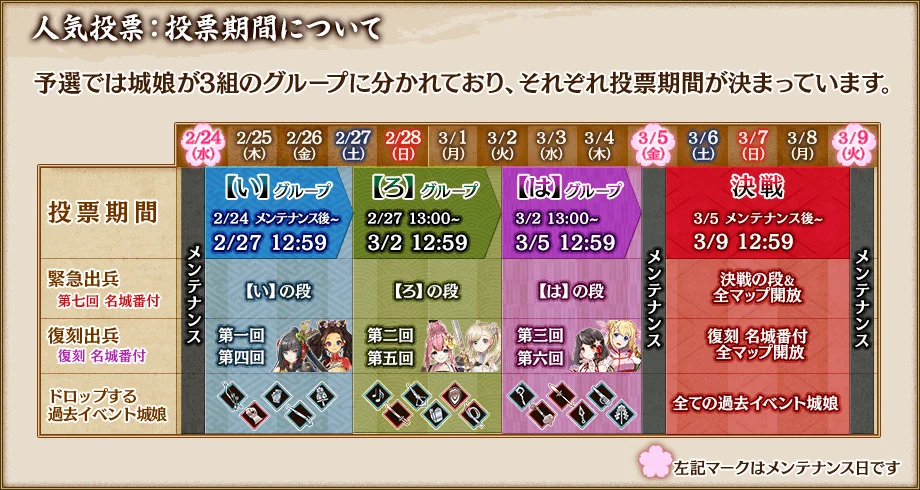 人気投票：投票期間について
予選では城娘が3組のグループに分かれており、それぞれ投票期間が決まっています。
2/24 2/25 2/26 2/27 2/28 3/1 3/2 3/3 3/4 3/5 3/6 3/7 3/8 3/9
(水) (木) (金) (土) (日) (月) (火) (水) (木) (金) (土) (日) (月) (火)
投票期間
メンテナンス
【い】グループ
2/24 メンテナンス後~
2/27 12:59
【ろ】グループ
2/27 13:00~
3/2 12:59
【は】グループ
3/2 13:00~
3/5 12:59
メンテナンス
決戦
3/5 メンテナンス後~
3/9 12:59
メンテナンス
緊急出兵
第七回 名城番付
【い】の段
【ろ】の段
【は】の段
決戦の段&
全マップ開放
復刻出兵
復刻 名城番付
第一回
第四回
第二回
第五回
第三回
第六回
復刻 名城番付
全マップ開放
ドロップする
過去イベント城娘
全ての過去イベント城娘
左記マークはメンテナンス日です